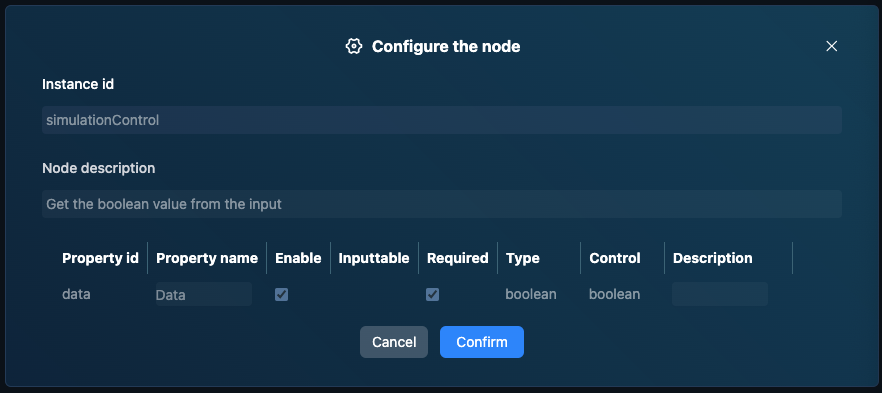 Configure the node
Instance id
simulationControl
Node description
Get the boolean value from the input
Property id Property name Enable Inputtable Required Type Control Description
data Data boolean boolean
Cancel Confirm